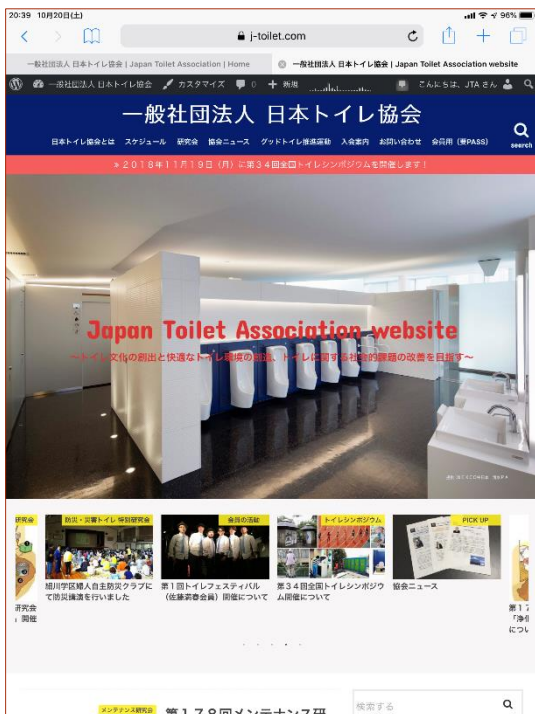 20:39 10月20日(土)
96%
j-toilet.com
一般社団法人 日本トイレ協会 | Japan Toilet Association | Home
一般社団法人 日本トイレ協会 | Japan Toilet Association website
一般社団法人 日本トイレ協会 カスタマイズ 0 新規 こんにちは、JTA さん
一般社団法人 日本トイレ協会
日本トイレ協会とは スケジュール 研究会 協会ニュース グッドトイレ推進運動 入会案内 お問い合わせ 会員用（要PASS）
search
» 2018年11月19日（月）に第34回全国トイレシンポジウムを開催します！
Japan Toilet Association website
〜トイレ文化の創出と快適なトイレ環境の創造、トイレに関する社会的課題の改善を目指す〜
研究会
防災・災害トイレ 特別研究会
会員の活動
トイレシンポジウム
PICK UP
研究会
開催
細川学区婦人自主防災クラブに
て防災講演を行いました
第1回トイレフェスティバル
（佐藤満春会員）開催について
第34回全国トイレシンポジウ
ム開催について
協会ニュース
第17
「浄化
につい
メンテナンス研究会
第178回メンテナンス研
検索する